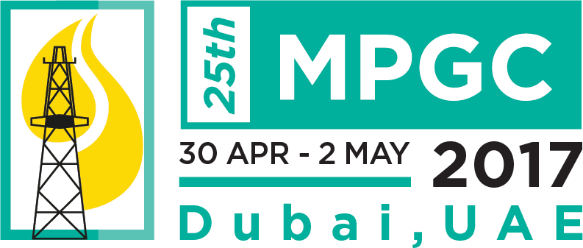 25th
MPGC
30 APR - 2 MAY 2017
Dubai, UAE